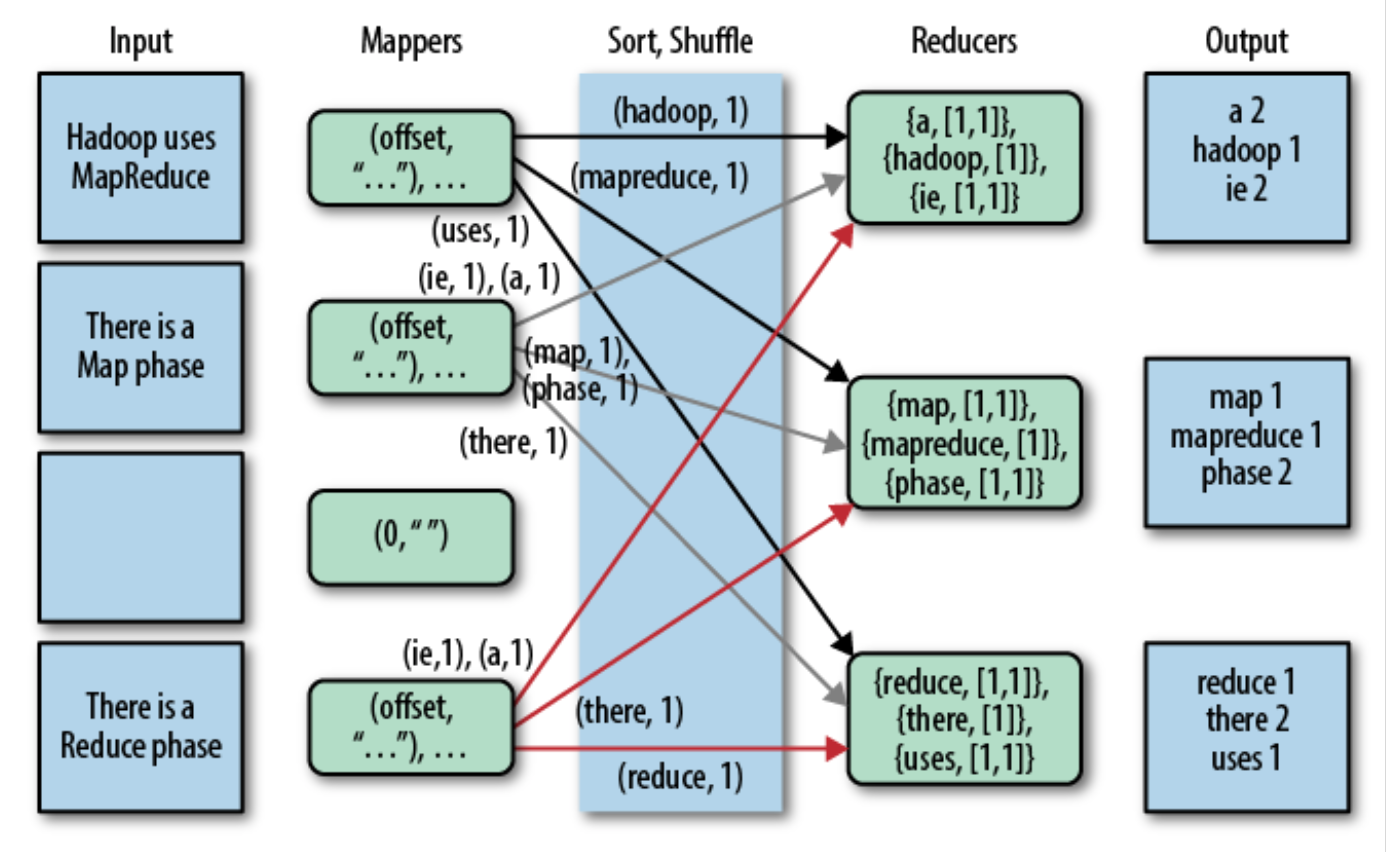 Input
Mappers
Sort, Shuffle
Reducers
Output
Hadoop uses
MapReduce
(offset,
“…”), …
(hadoop, 1)
(mapreduce, 1)
(uses, 1)
{a, [1,1]},
{hadoop, [1]},
{ie, [1,1]}
a 2
hadoop 1
ie 2
There is a
Map phase
(ie, 1), (a, 1)
(offset,
“…”), …
(map, 1),
(phase, 1)
(there, 1)
{map, [1,1]},
{mapreduce, [1]},
{phase, [1,1]}
map 1
mapreduce 1
phase 2
(0, “ ”)
There is a
Reduce phase
(ie,1), (a,1)
(offset,
“…”), …
(there, 1)
(reduce, 1)
{reduce, [1,1]},
{there, [1]},
{uses, [1,1]}
reduce 1
there 2
uses 1